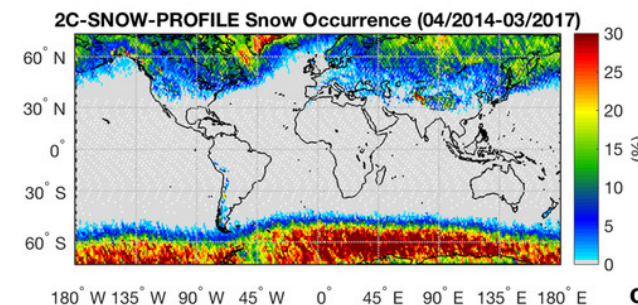 2C-SNOW-PROFILE Snow Occurrence (04/2014-03/2017)
60° N
30° N
0°
30° S
60° S
180° W 135° W 90° W 45° W 0° 45° E 90° E 135° E 180° E
30
25
20
15
10
5
0
(%)